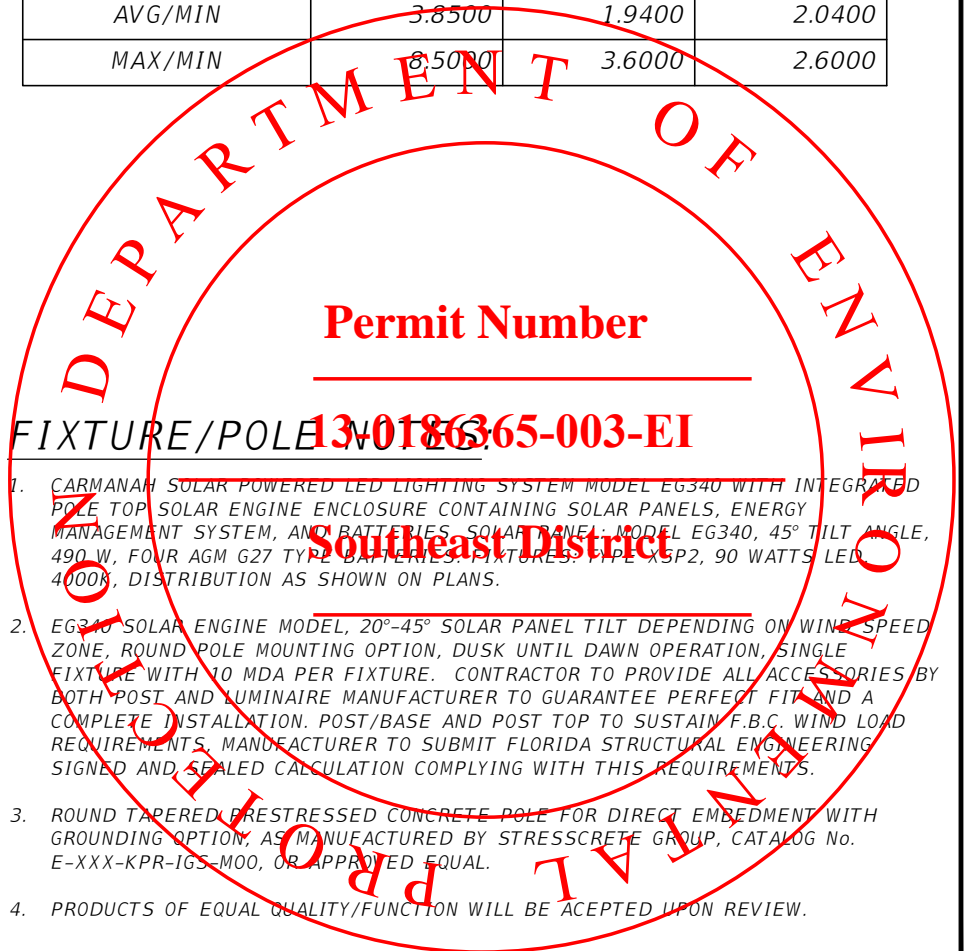 AVG/MIN 3.8500 1.9400 2.0400
MAX/MIN 8.5000 3.6000 2.6000
DEPARTMENT OF ENVIRONMENTAL PROTECTION
Permit Number
13-0186365-003-EI
Southeast District
FIXTURE/POLE NOTES:
1. CARMANAH SOLAR POWERED LED LIGHTING SYSTEM MODEL EG340 WITH INTEGRATED
POLE TOP SOLAR ENGINE ENCLOSURE CONTAINING SOLAR PANELS, ENERGY
MANAGEMENT SYSTEM, AND BATTERIES. SOLAR PANEL: MODEL EG340, 45° TILT ANGLE,
490 W, FOUR AGM G27 TYPE BATTERIES. FIXTURES: TYPE XSP2, 90 WATTS LED,
4000K, DISTRIBUTION AS SHOWN ON PLANS.
2. EG340 SOLAR ENGINE MODEL, 20°-45° SOLAR PANEL TILT DEPENDING ON WIND SPEED
ZONE, ROUND POLE MOUNTING OPTION, DUSK UNTIL DAWN OPERATION, SINGLE
FIXTURE WITH 10 MDA PER FIXTURE. CONTRACTOR TO PROVIDE ALL ACCESSORIES BY
BOTH POST AND LUMINAIRE MANUFACTURER TO GUARANTEE PERFECT FIT AND A
COMPLETE INSTALLATION. POST/BASE AND POST TOP TO SUSTAIN F.B.C. WIND LOAD
REQUIREMENTS, MANUFACTURER TO SUBMIT FLORIDA STRUCTURAL ENGINEERING
SIGNED AND SEALED CALCULATION COMPLYING WITH THIS REQUIREMENTS.
3. ROUND TAPERED PRESTRESSED CONCRETE POLE FOR DIRECT EMBEDMENT WITH
GROUNDING OPTION, AS MANUFACTURED BY STRESSCRETE GROUP, CATALOG No.
E-XXX-KPR-IGS-M00, OR APPROVED EQUAL.
4. PRODUCTS OF EQUAL QUALITY/FUNCTION WILL BE ACEPTED UPON REVIEW.